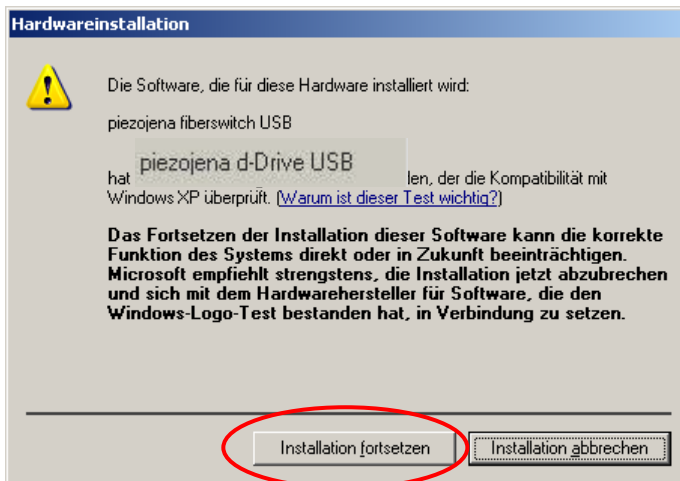 Hardwareinstallation
Die Software, die für diese Hardware installiert wird:
piezojena fiberswitch USB
piezojena d-Drive USB
hat len, der die Kompatibilität mit
Windows XP überprüft. (Warum ist dieser Test wichtig?)
Das Fortsetzen der Installation dieser Software kann die korrekte
Funktion des Systems direkt oder in Zukunft beeinträchtigen.
Microsoft empfiehlt strengstens, die Installation jetzt abzubrechen
und sich mit dem Hardwarehersteller für Software, die den
Windows-Logo-Test bestanden hat, in Verbindung zu setzen.
Installation fortsetzen Installation abbrechen